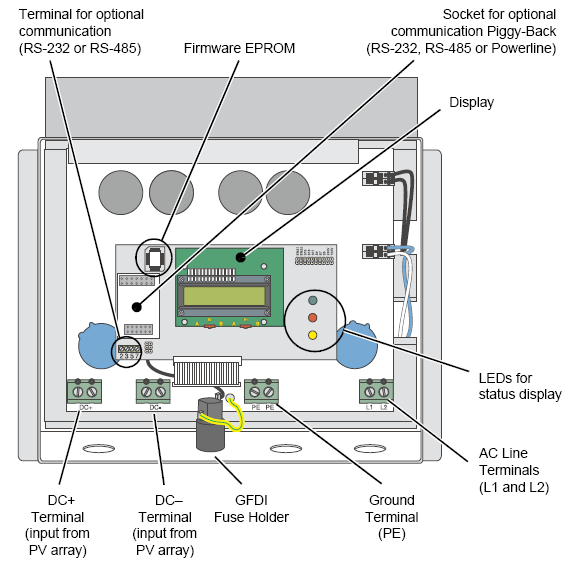 Terminal for optional
communication
(RS-232 or RS-485)
Firmware EPROM
Socket for optional
communication Piggy-Back
(RS-232, RS-485 or Powerline)
Display
2357
DC+
DC-
PE PE
L1 L2
LEDs for
status display
AC Line
Terminals
(L1 and L2)
DC+
Terminal
(input from
PV array)
DC–
Terminal
(input from
PV array)
GFDI
Fuse Holder
Ground
Terminal
(PE)